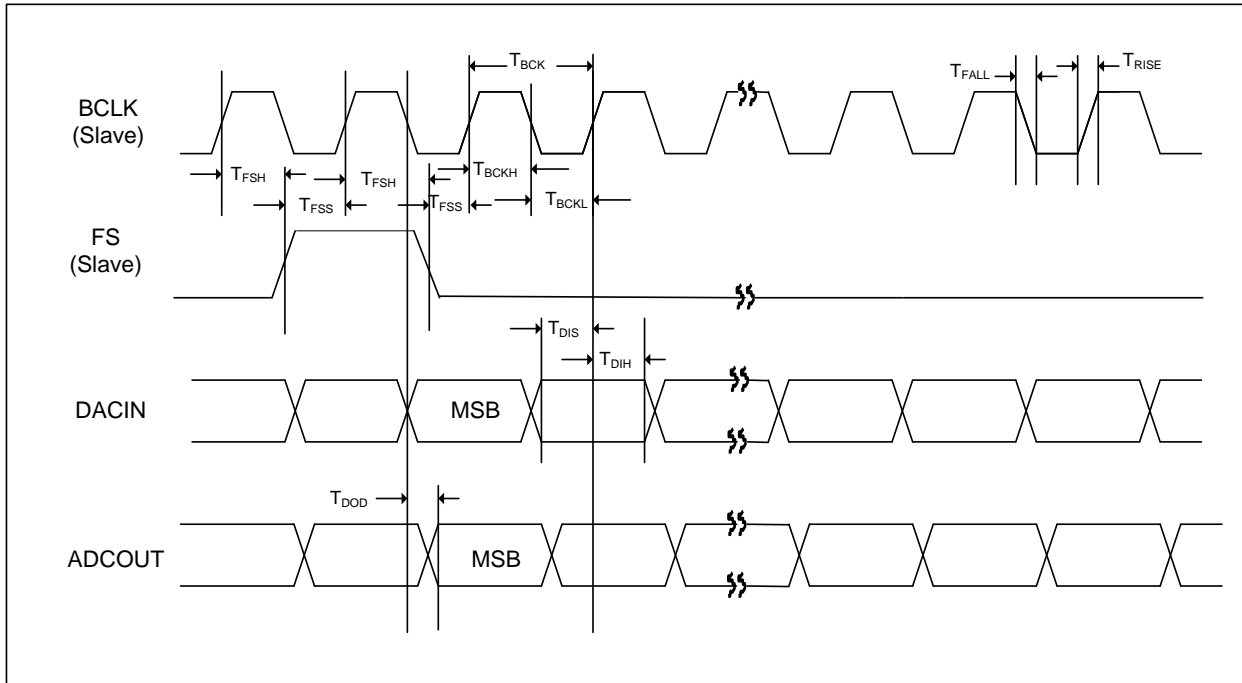 T_BCK
T_FALL
T_RISE
BCLK
(Slave)
T_FSH
T_FSH
T_BCKH
T_FSS
T_FSS
T_BCKL
FS
(Slave)
T_DIS
T_DIH
DACIN
MSB
T_DOD
ADCOUT
MSB